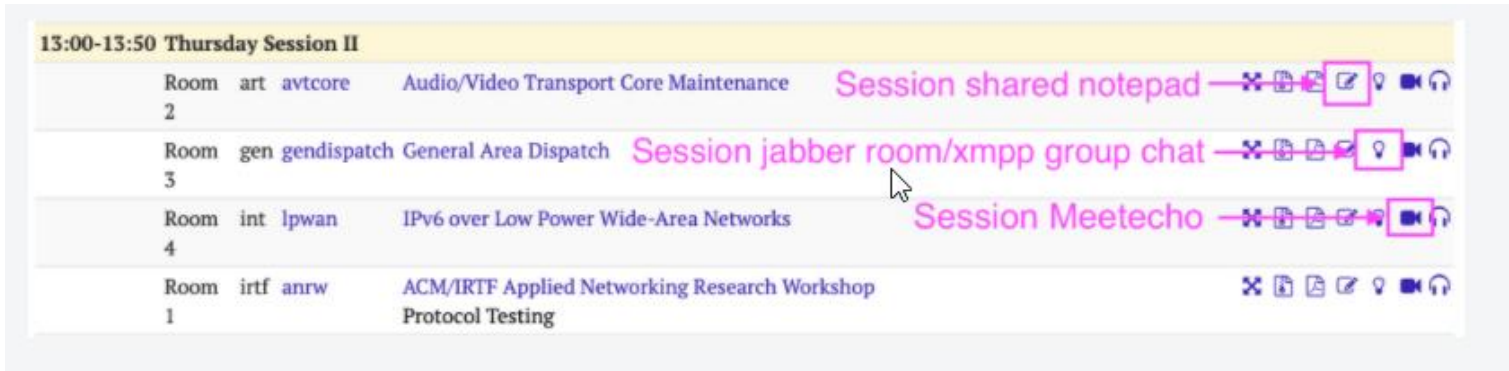 13:00-13:50 Thursday Session II
Room 2 art avtcore Audio/Video Transport Core Maintenance Session shared notepad
Room 3 gen gendispatch General Area Dispatch Session jabber room/xmpp group chat
Room 4 int lpwan IPv6 over Low Power Wide-Area Networks Session Meetecho
Room 1 irtf anrw ACM/IRTF Applied Networking Research Workshop
Protocol Testing